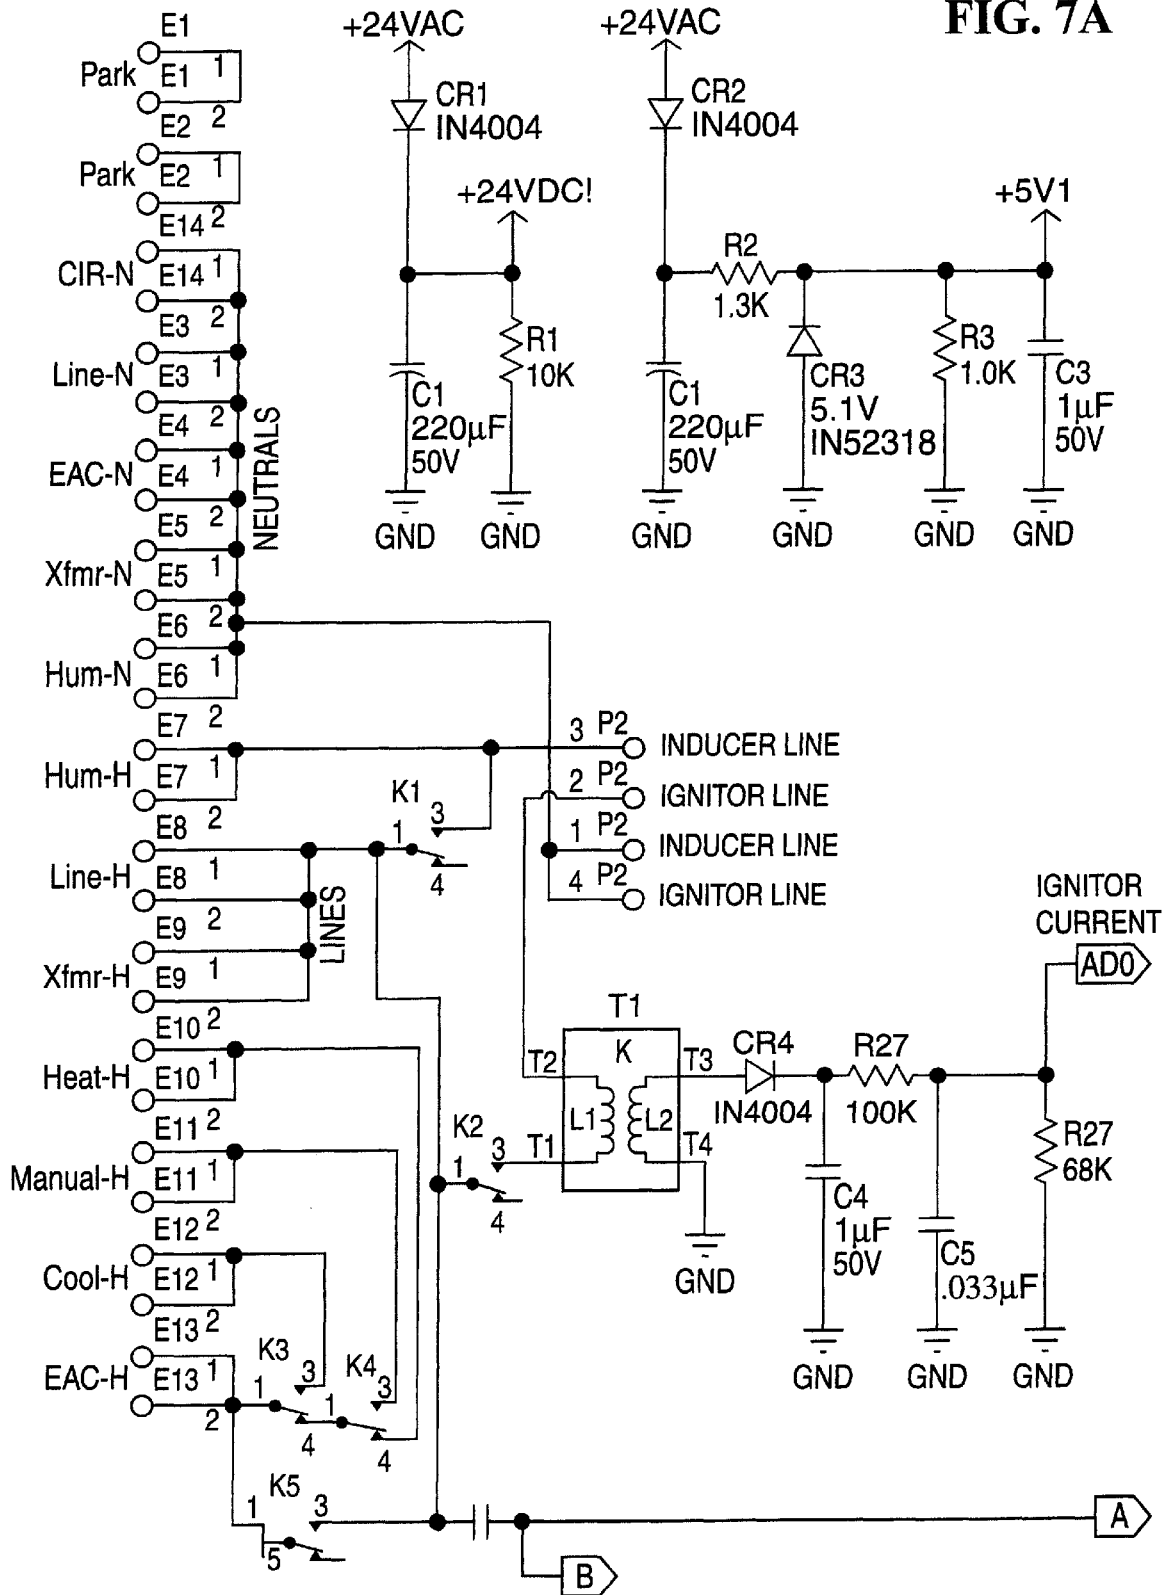 FIG. 7A
E1
Park
E1
1
E2
2
Park
E2
1
E14
2
CIR-N
E14
1
E3
2
Line-N
E3
1
E4
2
EAC-N
E4
1
E5
2
Xfmr-N
E5
1
E6
2
Hum-N
E6
1
E7
2
Hum-H
E7
1
E8
2
Line-H
E8
1
E9
2
Xfmr-H
E9
1
E10
2
Heat-H
E10
1
E11
2
Manual-H
E11
1
E12
2
Cool-H
E12
1
E13
2
EAC-H
E13
1
2
NEUTRALS
LINES
+24VAC
CR1
IN4004
+24VDC!
R1
10K
C1
220µF
50V
GND
GND
+24VAC
CR2
IN4004
+5V1
R2
1.3K
C1
220µF
50V
CR3
5.1V
IN52318
R3
1.0K
C3
1µF
50V
GND
GND
GND
GND
3 P2 INDUCER LINE
2 P2 IGNITOR LINE
1 P2 INDUCER LINE
4 P2 IGNITOR LINE
K1
1
3
4
IGNITOR
CURRENT
AD0
T1
K
T2
T3
L1
L2
T1
T4
CR4
IN4004
R27
100K
R27
68K
C4
1µF
50V
C5
.033µF
GND
GND
GND
GND
K2
1
3
4
K3
1
3
4
K4
1
3
4
K5
1
3
5
A
B